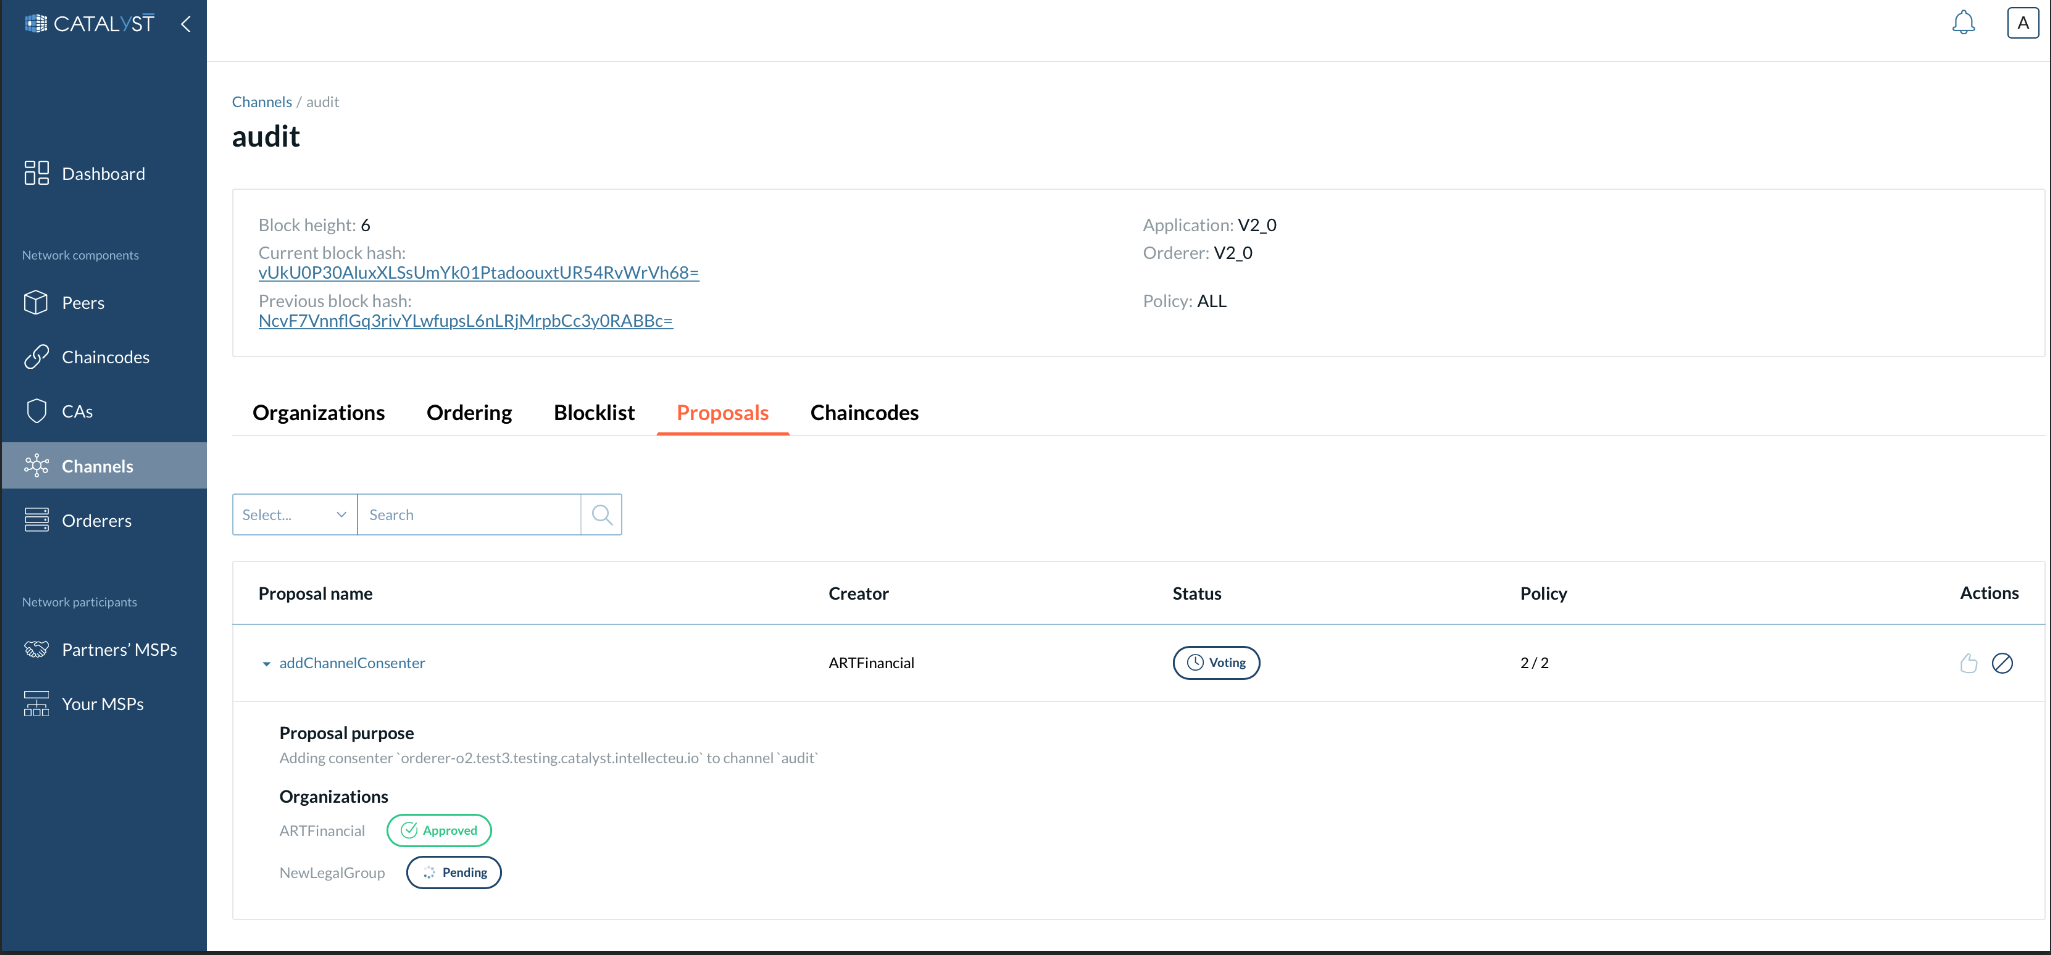 CATALYST
A
Channels / audit
audit
Dashboard
Network components
Peers
Chaincodes
CAs
Channels
Orderers
Network participants
Partners’ MSPs
Your MSPs
Block height: 6
Current block hash:
vUkU0P30AluxXLSsUmYk01PtadoouxtUR54RvWrVh68=
Previous block hash:
NcvF7VnnflGq3rivYLwfupsL6nLRjMrpbCc3y0RABBc=
Application: V2_0
Orderer: V2_0
Policy: ALL
Organizations Ordering Blocklist Proposals Chaincodes
Select... Search
Proposal name Creator Status Policy Actions
addChannelConsenter ARTFinancial Voting 2 / 2
Proposal purpose
Adding consenter `orderer-o2.test3.testing.catalyst.intellecteu.io` to channel `audit`
Organizations
ARTFinancial Approved
NewLegalGroup Pending